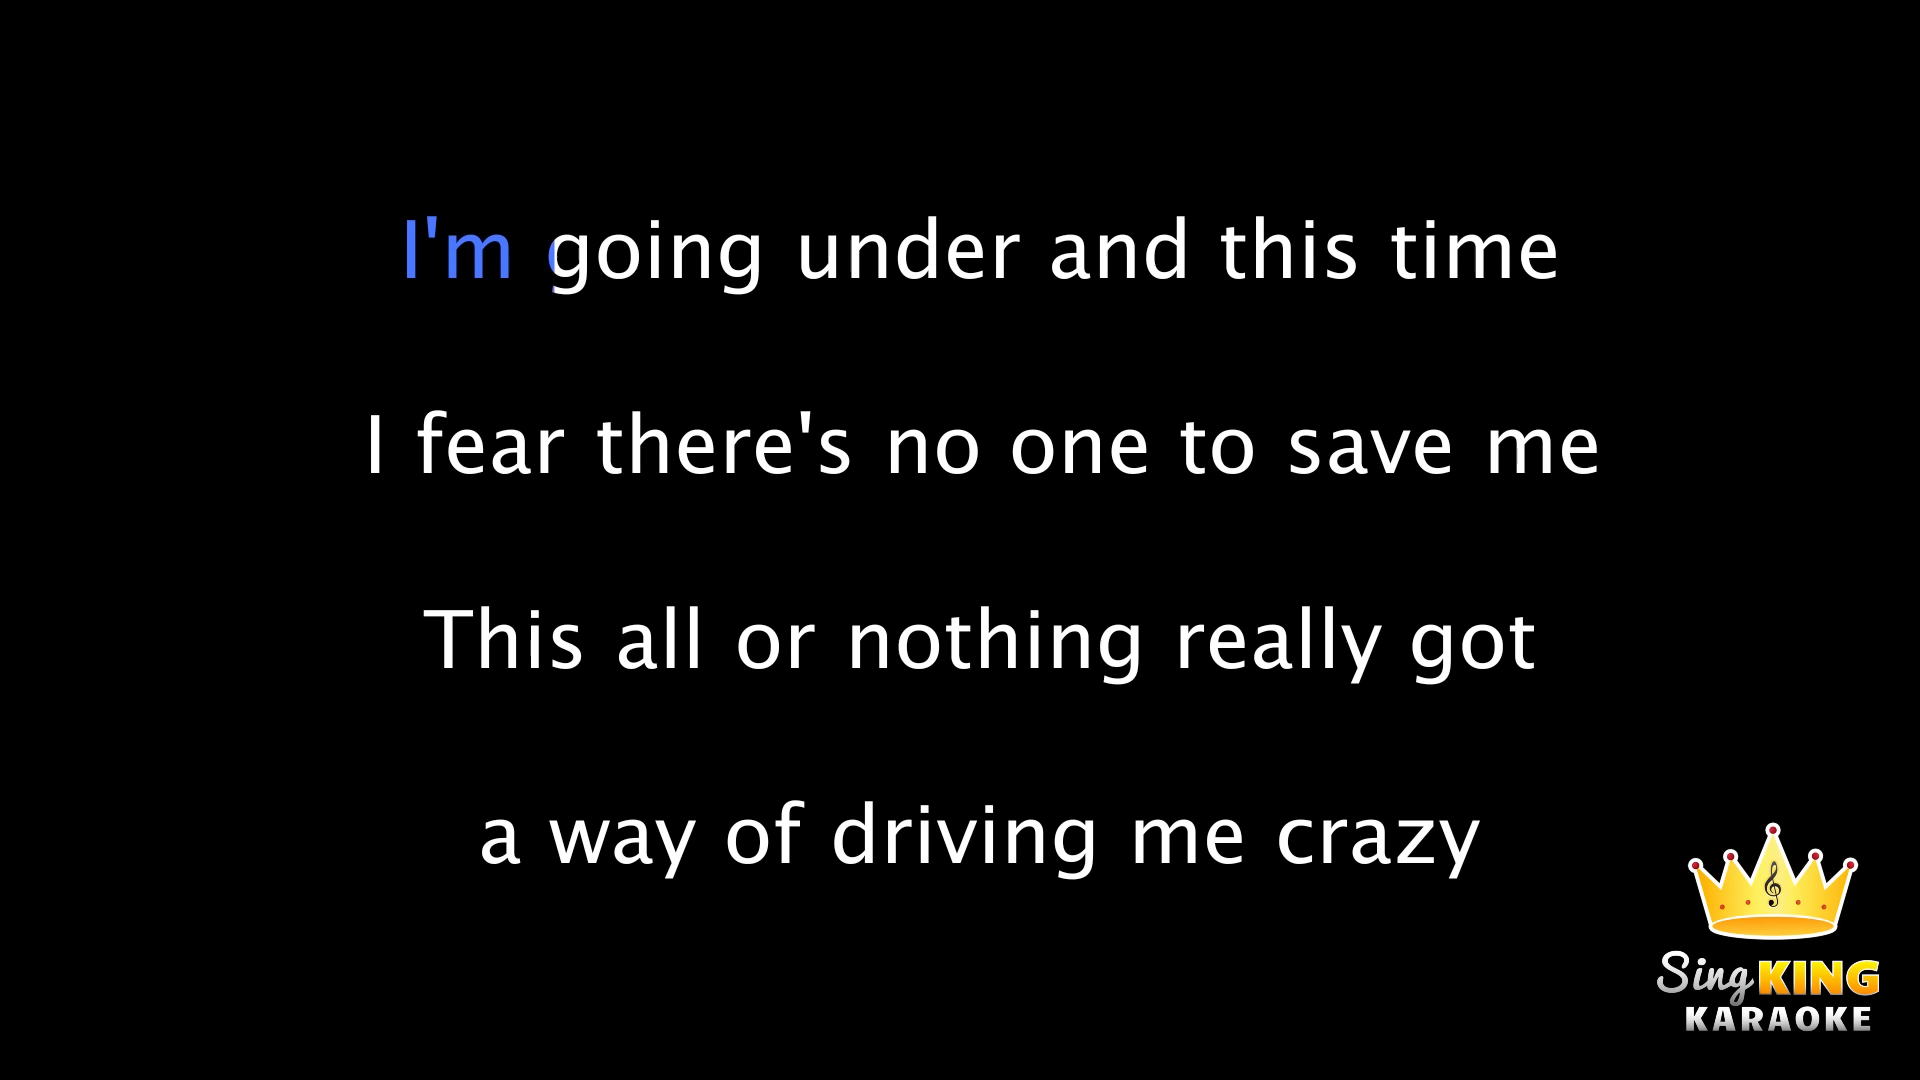 I'm going under and this time
I fear there's no one to save me
This all or nothing really got
a way of driving me crazy
Sing KING
KARAOKE